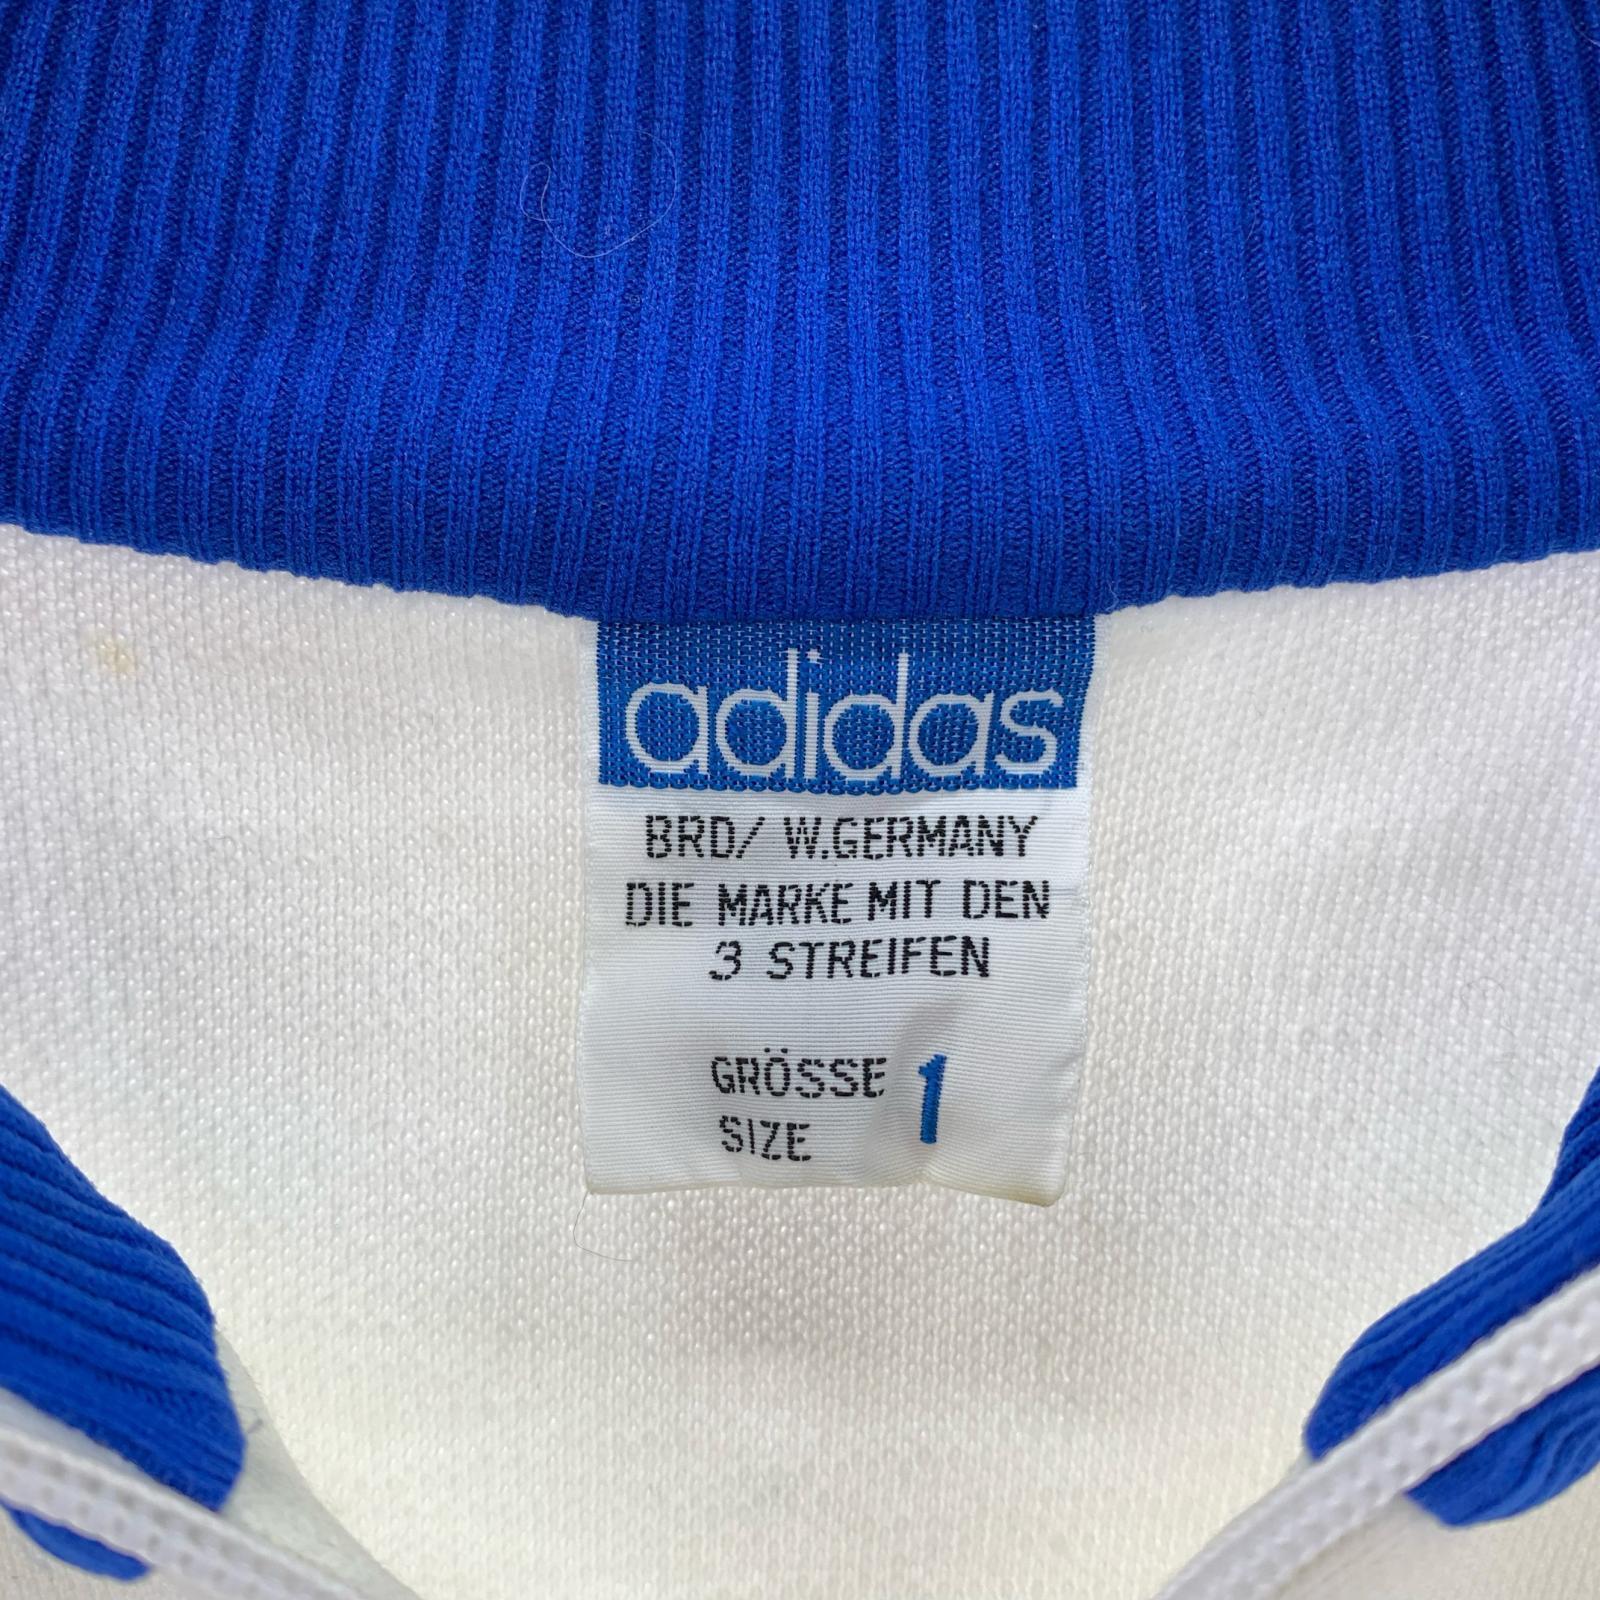 adidas
BRD/ W.GERMANY
DIE MARKE MIT DEN
3 STREIFEN
GRÖSSE 1
SIZE